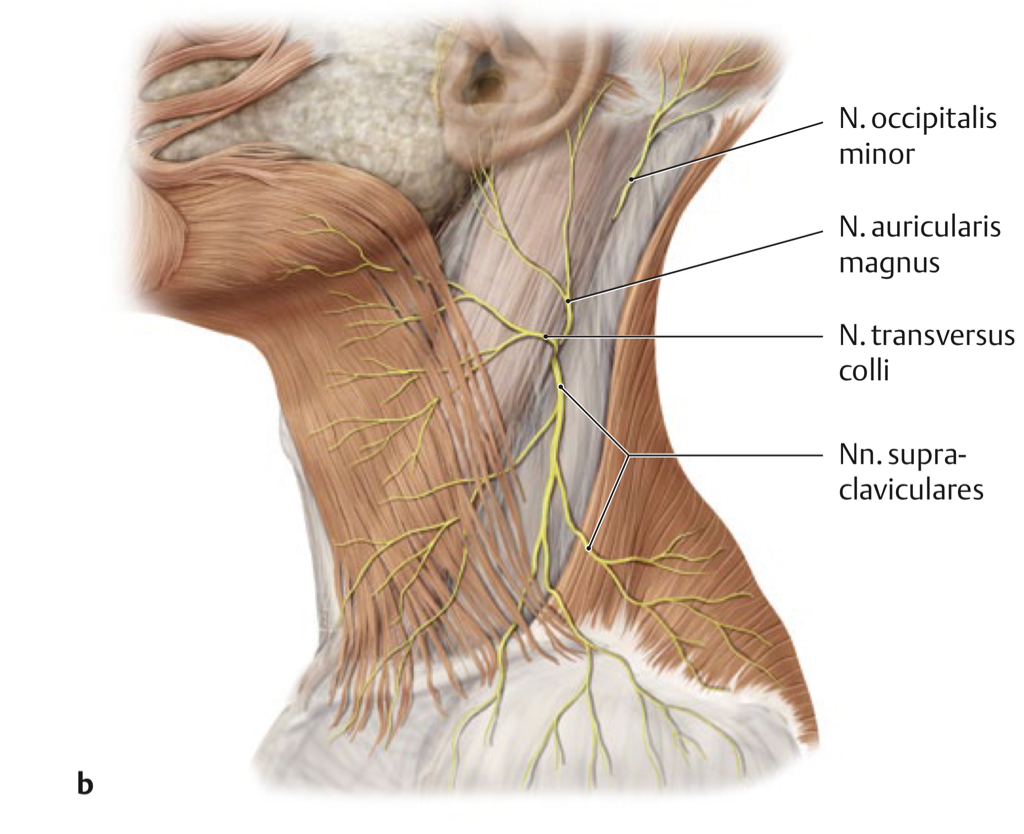 N. occipitalis
minor
N. auricularis
magnus
N. transversus
colli
Nn. supra-
claviculares
b